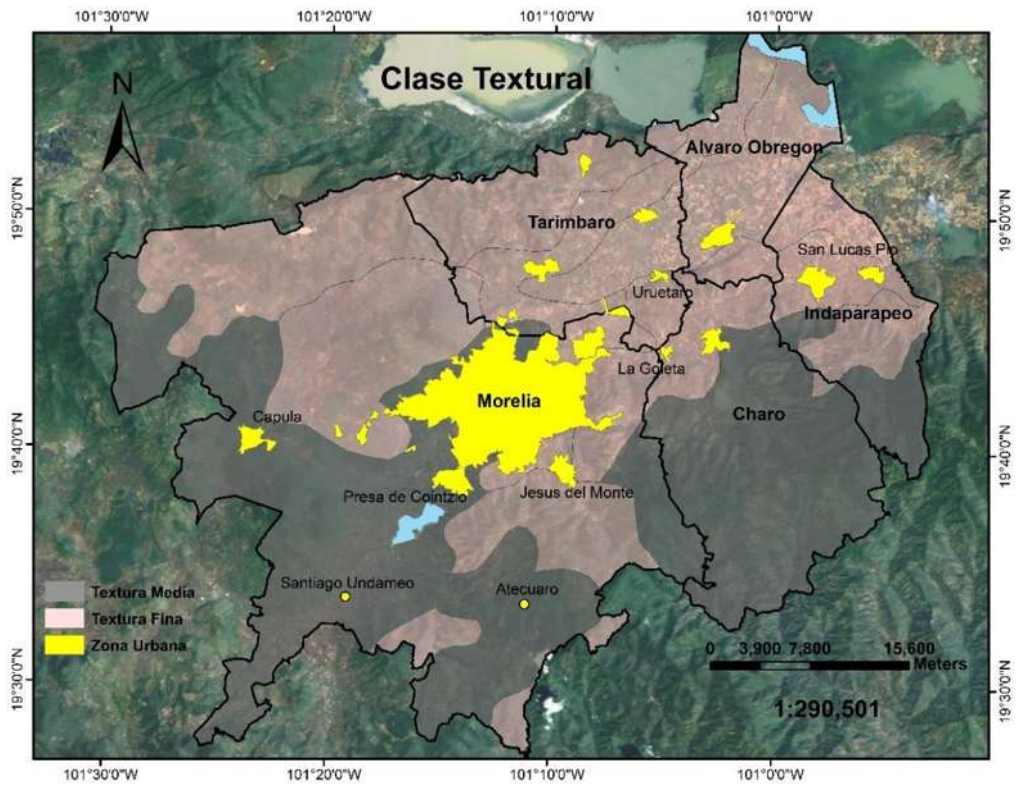 101°30'0"W 101°20'0"W 101°10'0"W 101°0'0"W
Clase Textural
N
Alvaro Obregon
19°50'0"N
19°50'0"N
Tarimbaro
San Lucas Pio
Uruetaro
Indaparapeo
La Goleta
Morelia
Charo
Capula
19°40'0"N
19°40'0"N
Presa de Cointzio
Jesus del Monte
Santiago Undameo
Atecuaro
Textura Media
Textura Fina
Zona Urbana
0 3,900 7,800 15,600
Meters
19°30'0"N
19°30'0"N
1:290,501
101°30'0"W 101°20'0"W 101°10'0"W 101°0'0"W